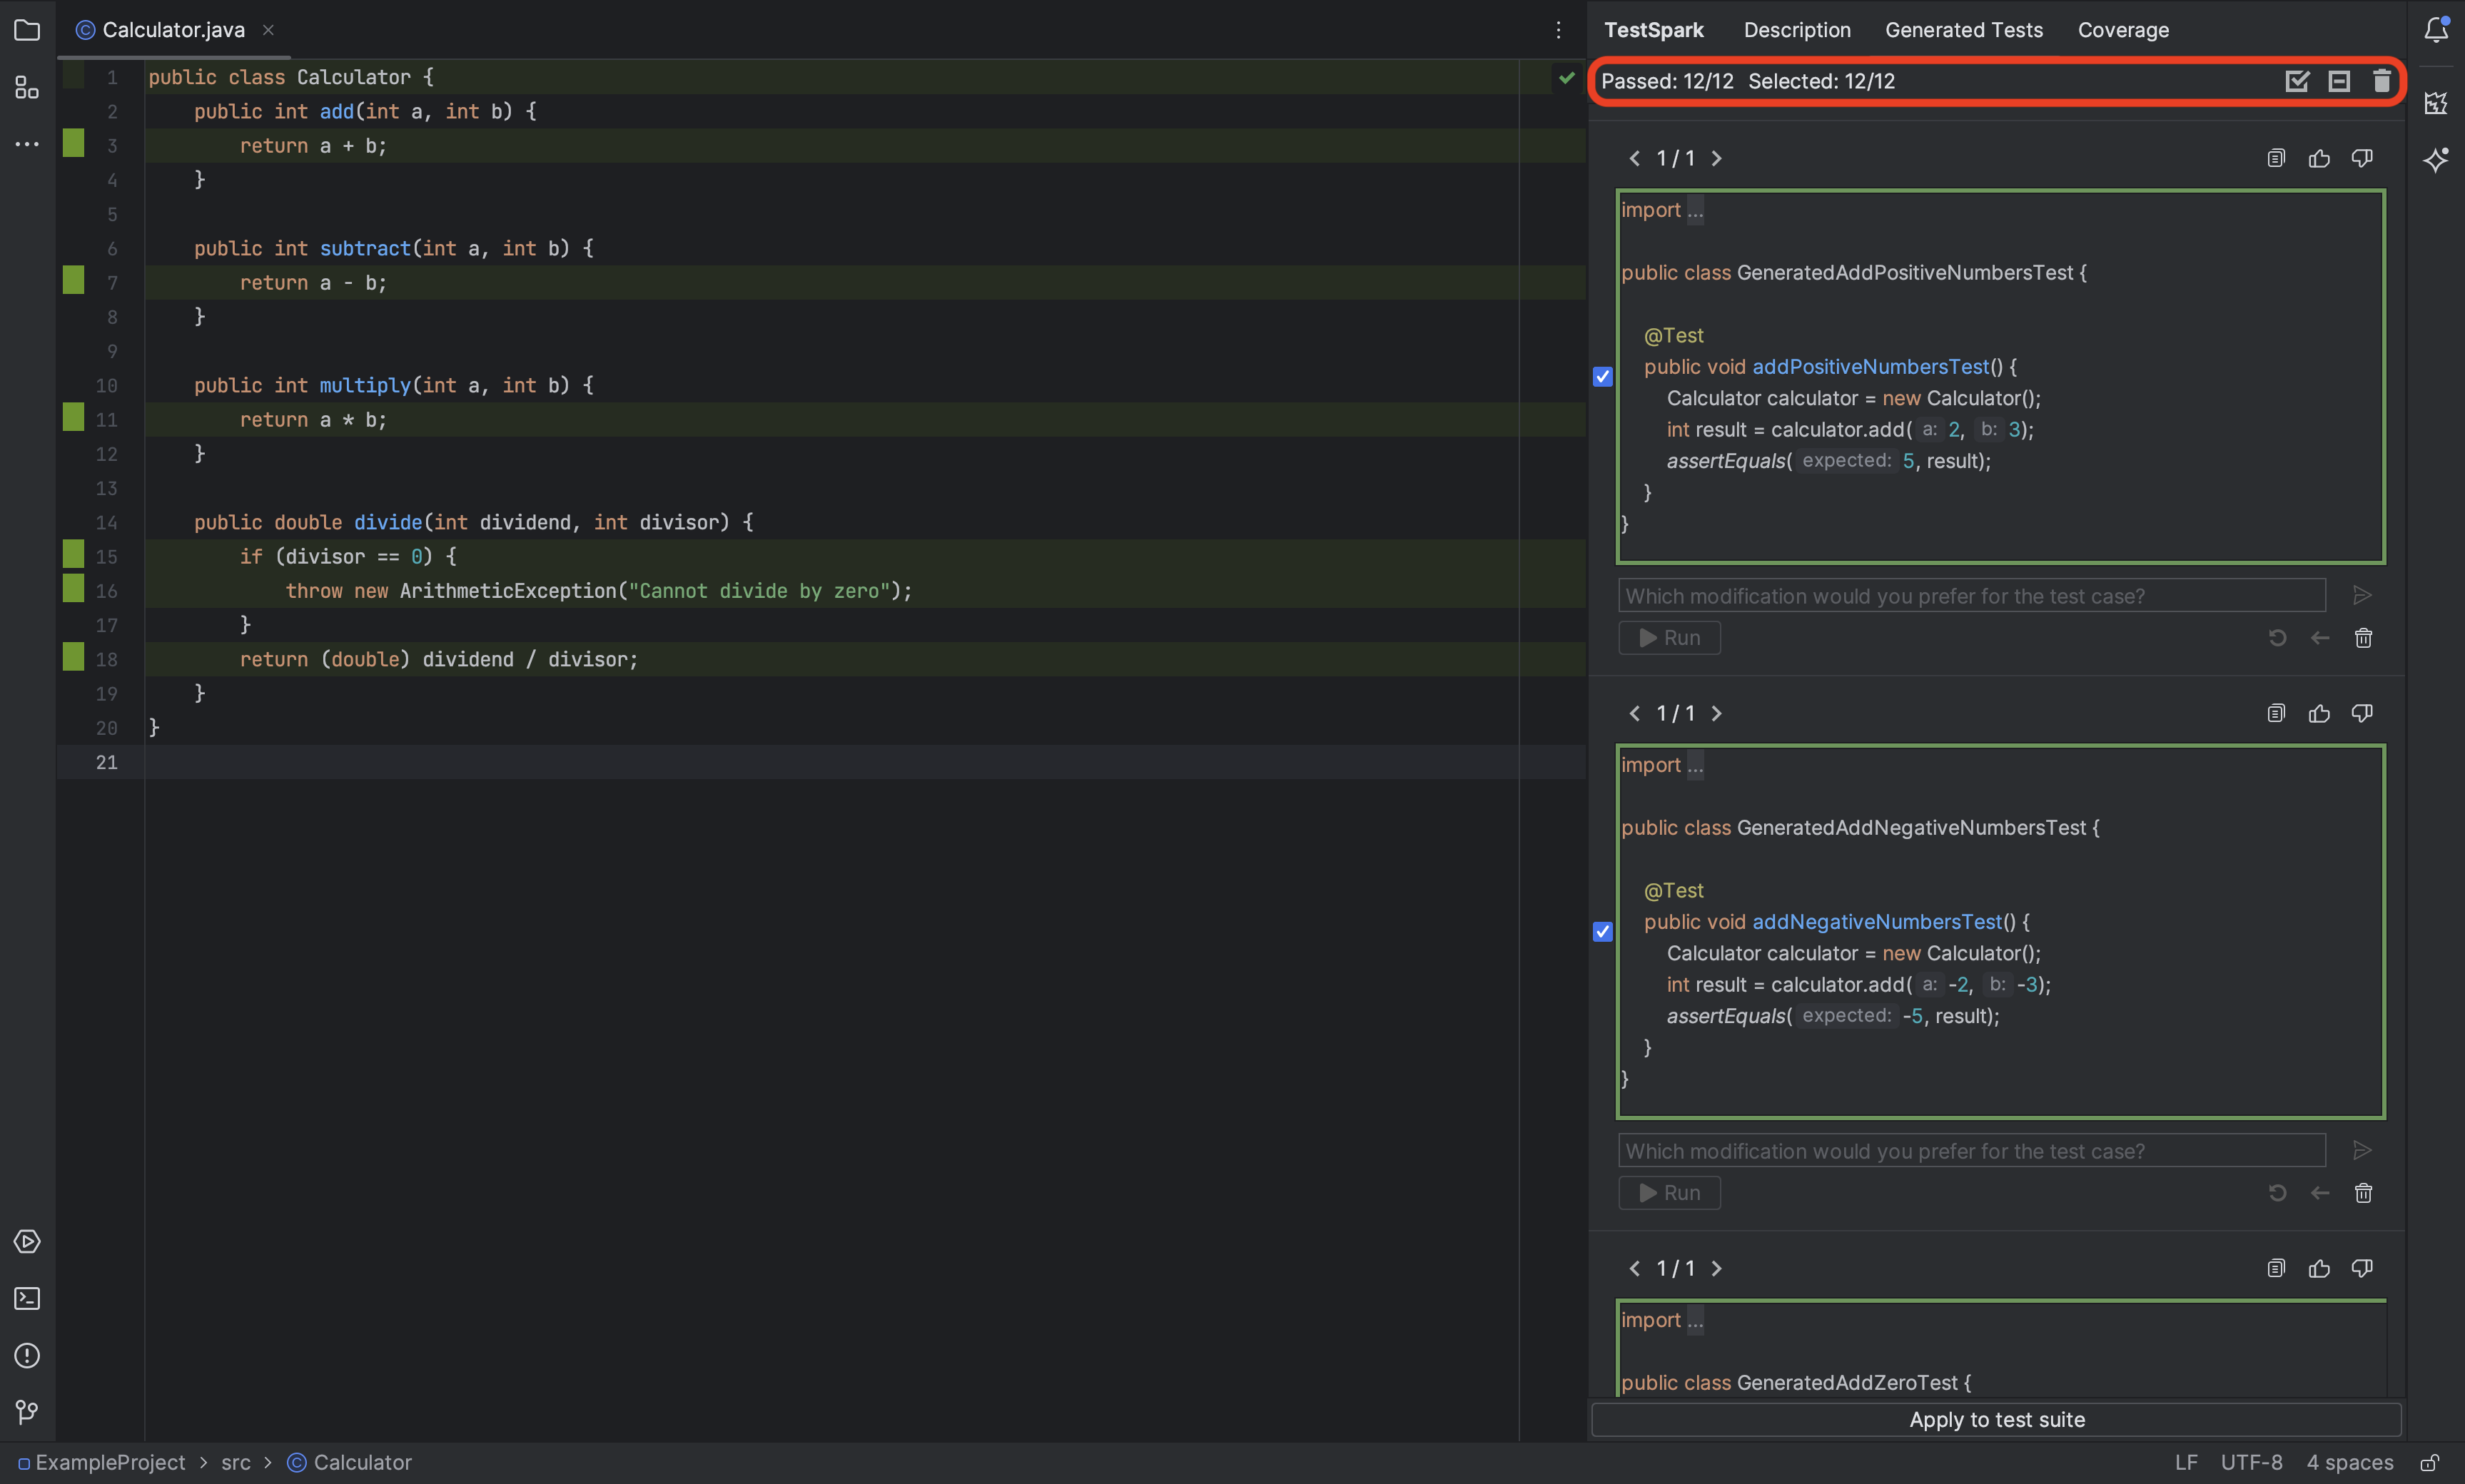 Calculator.java
1 public class Calculator {
2 public int add(int a, int b) {
3 return a + b;
4 }
5
6 public int subtract(int a, int b) {
7 return a - b;
8 }
9
10 public int multiply(int a, int b) {
11 return a * b;
12 }
13
14 public double divide(int dividend, int divisor) {
15 if (divisor == 0) {
16 throw new ArithmeticException("Cannot divide by zero");
17 }
18 return (double) dividend / divisor;
19 }
20 }
21
TestSpark Description Generated Tests Coverage
Passed: 12/12 Selected: 12/12
1 / 1
import ...
public class GeneratedAddPositiveNumbersTest {
@Test
public void addPositiveNumbersTest() {
Calculator calculator = new Calculator();
int result = calculator.add( a: 2, b: 3);
assertEquals( expected: 5, result);
}
}
Which modification would you prefer for the test case?
Run
1 / 1
import ...
public class GeneratedAddNegativeNumbersTest {
@Test
public void addNegativeNumbersTest() {
Calculator calculator = new Calculator();
int result = calculator.add( a: -2, b: -3);
assertEquals( expected: -5, result);
}
}
Which modification would you prefer for the test case?
Run
1 / 1
import ...
public class GeneratedAddZeroTest {
Apply to test suite
ExampleProject > src > Calculator
LF UTF-8 4 spaces